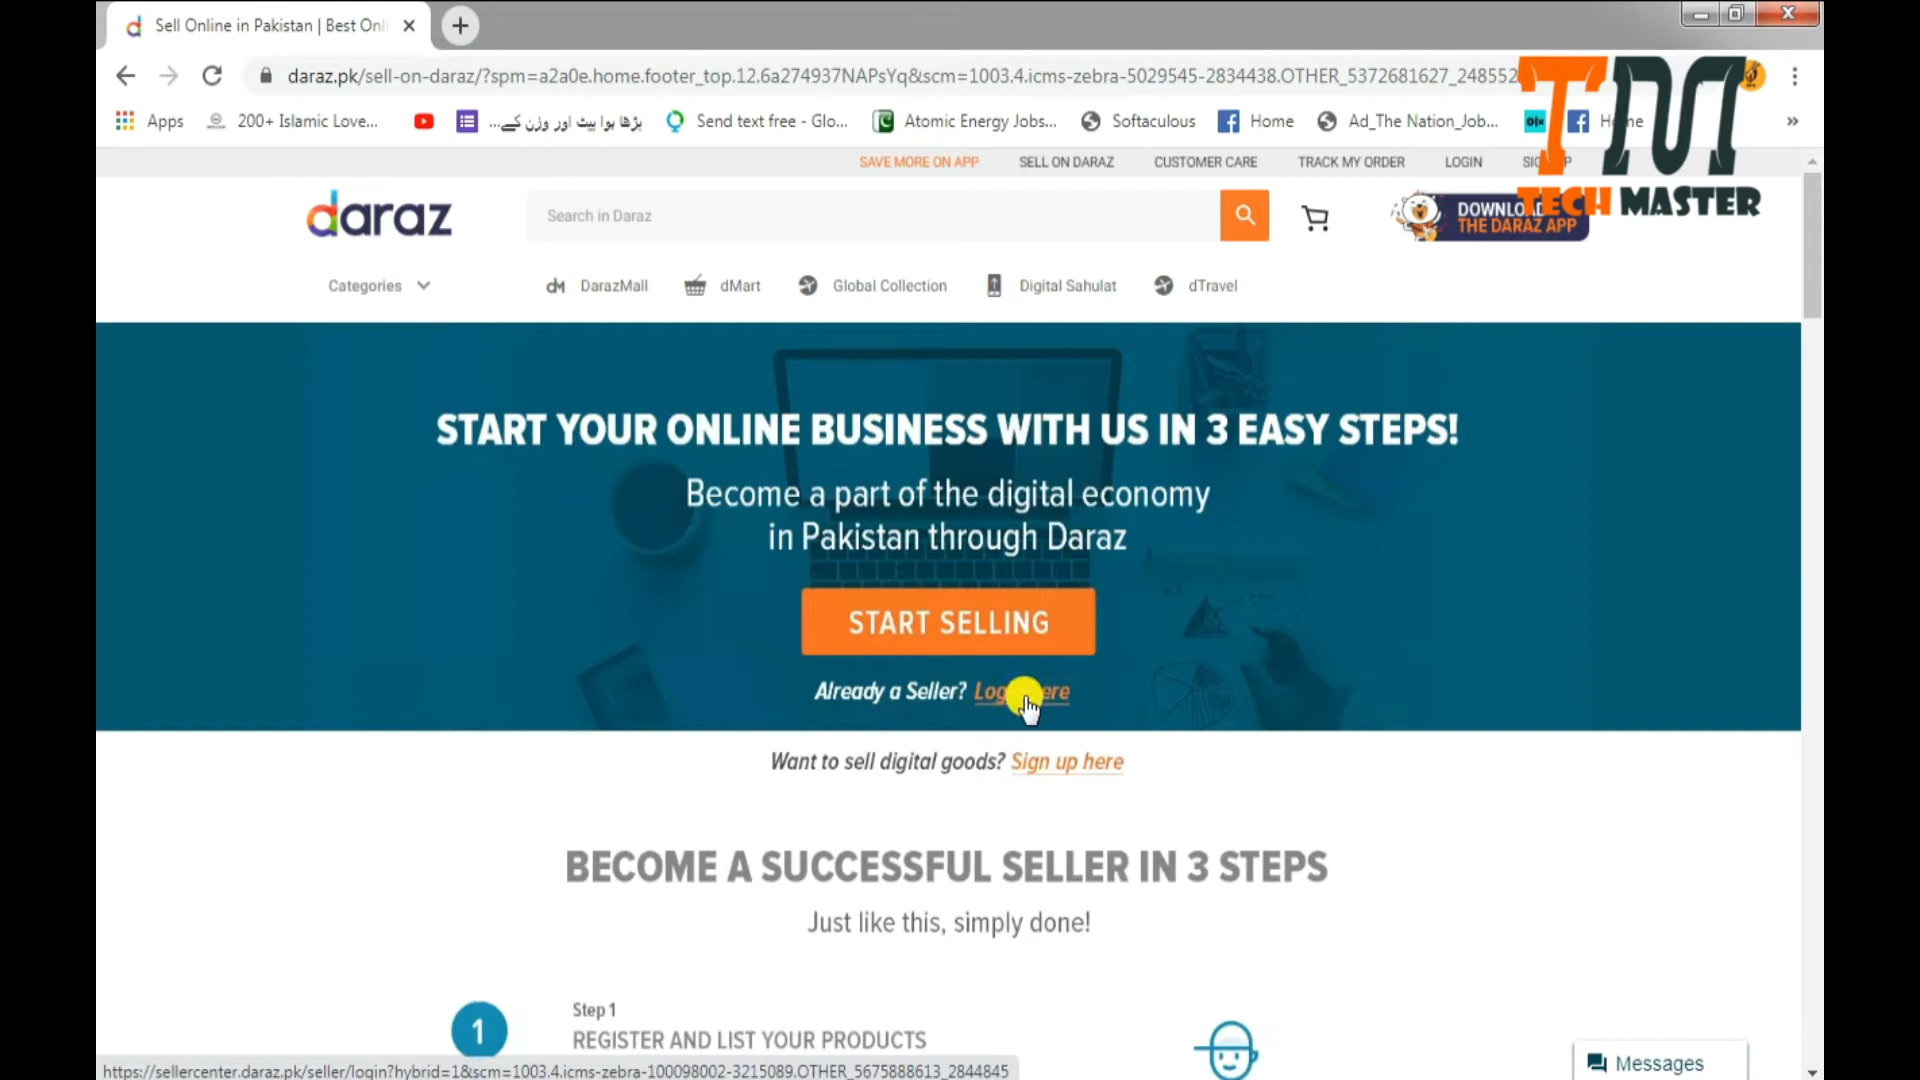 Sell Online in Pakistan | Best Onli
daraz.pk/sell-on-daraz/?spm=a2a0e.home.footer_top.12.6a274937NAPsYq&scm=1003.4.icms-zebra-5029545-2834438.OTHER_5372681627_248552
Apps 200+ Islamic Love... بڑھا ہوا پیٹ اور وزن کے... Send text free - Glo... Atomic Energy Jobs... Softaculous Home Ad_The Nation_Job... olx »
TM
TECH MASTER
SAVE MORE ON APP SELL ON DARAZ CUSTOMER CARE TRACK MY ORDER LOGIN
daraz Search in Daraz
THE DARAZ APP
Categories dM DarazMall dMart Global Collection Digital Sahulat dTravel
START YOUR ONLINE BUSINESS WITH US IN 3 EASY STEPS!
Become a part of the digital economy
in Pakistan through Daraz
START SELLING
Already a Seller?
Want to sell digital goods? Sign up here
BECOME A SUCCESSFUL SELLER IN 3 STEPS
Just like this, simply done!
Step 1
1 REGISTER AND LIST YOUR PRODUCTS
Messages
https://sellercenter.daraz.pk/seller/login?hybrid=1&scm=1003.4.icms-zebra-100098002-3215089.OTHER_5675888613_2844845